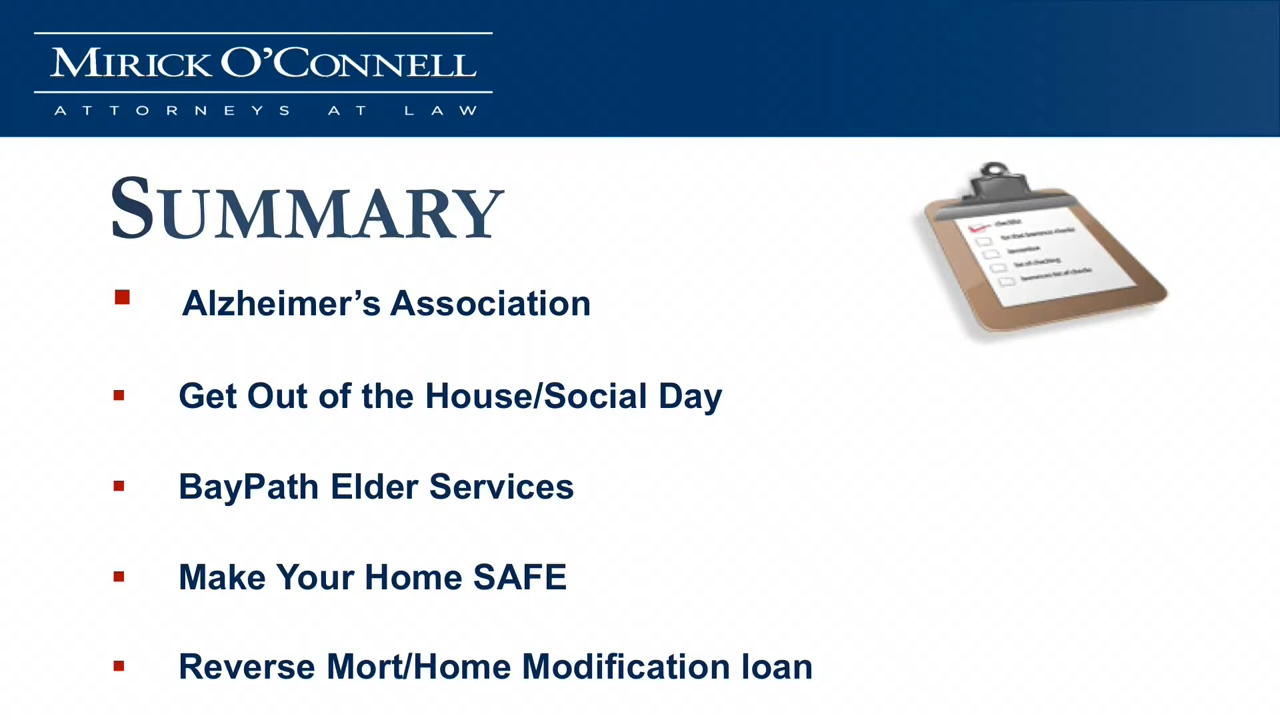 MIRICK O'CONNELL
ATTORNEYS AT LAW
SUMMARY
checklist
Alzheimer's Association
Get Out of the House/Social Day
BayPath Elder Services
Make Your Home SAFE
Reverse Mort/Home Modification loan